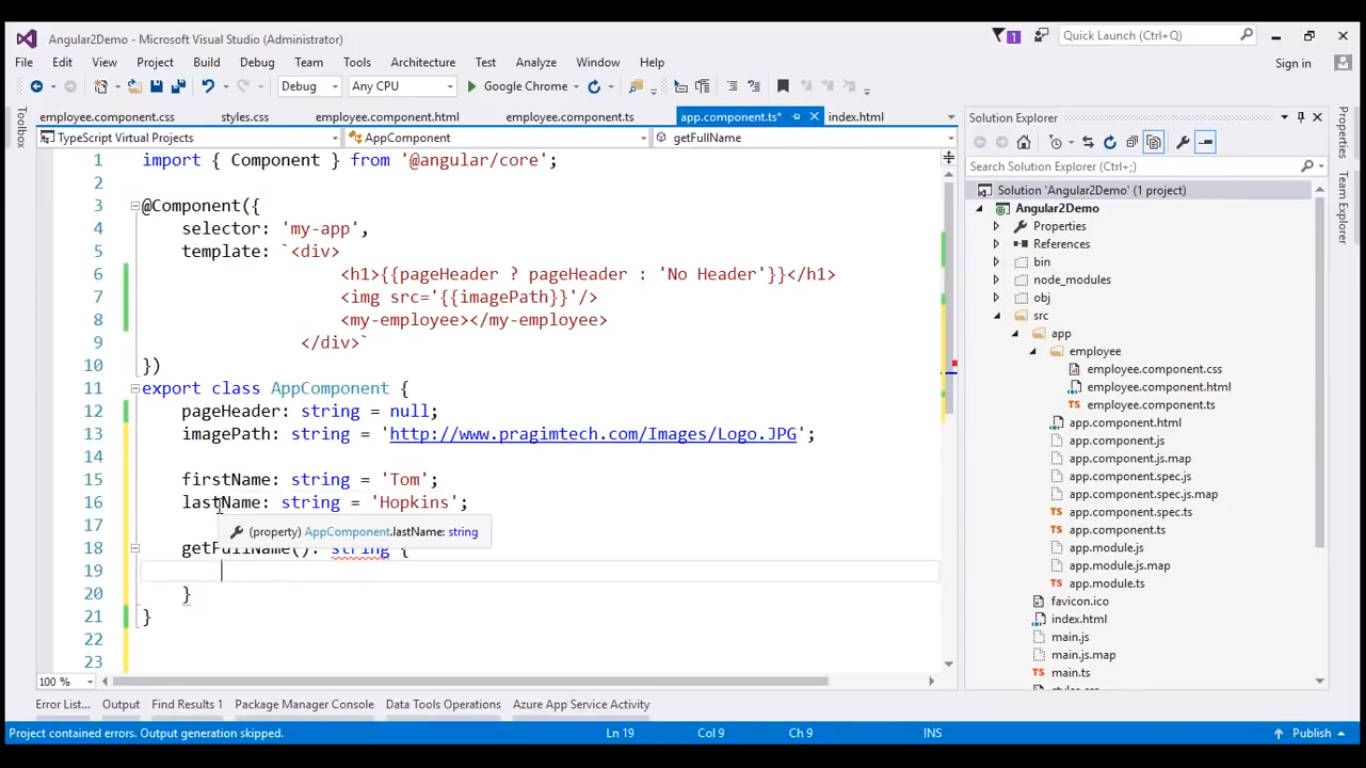 Angular2Demo - Microsoft Visual Studio (Administrator)
1
Quick Launch (Ctrl+Q)
File Edit View Project Build Debug Team Tools Architecture Test Analyze Window Help
Sign in
Debug Any CPU Google Chrome
Toolbox
employee.component.css styles.css employee.component.html employee.component.ts app.component.ts* index.html
TypeScript Virtual Projects AppComponent getFullName
1 import { Component } from '@angular/core';
2
3 @Component({
4 selector: 'my-app',
5 template: `<div>
6 <h1>{{pageHeader ? pageHeader : 'No Header'}}</h1>
7 <img src='{{imagePath}}'/>
8 <my-employee></my-employee>
9 </div>`
10 })
11 export class AppComponent {
12 pageHeader: string = null;
13 imagePath: string = 'http://www.pragimtech.com/Images/Logo.JPG';
14
15 firstName: string = 'Tom';
16 lastName: string = 'Hopkins';
17
(property) AppComponent.lastName: string
18 getFullName(): string {
19
20 }
21 }
22
23
100 %
Solution Explorer
Search Solution Explorer (Ctrl+;)
Solution 'Angular2Demo' (1 project)
Angular2Demo
Properties
References
bin
node_modules
obj
src
app
employee
employee.component.css
employee.component.html
employee.component.ts
app.component.html
app.component.js
app.component.js.map
app.component.spec.js
app.component.spec.js.map
app.component.spec.ts
app.component.ts
app.module.js
app.module.js.map
app.module.ts
favicon.ico
index.html
main.js
main.js.map
main.ts
Properties
Team Explorer
Error List... Output Find Results 1 Package Manager Console Data Tools Operations Azure App Service Activity
Project contained errors. Output generation skipped. Ln 19 Col 9 Ch 9 INS Publish